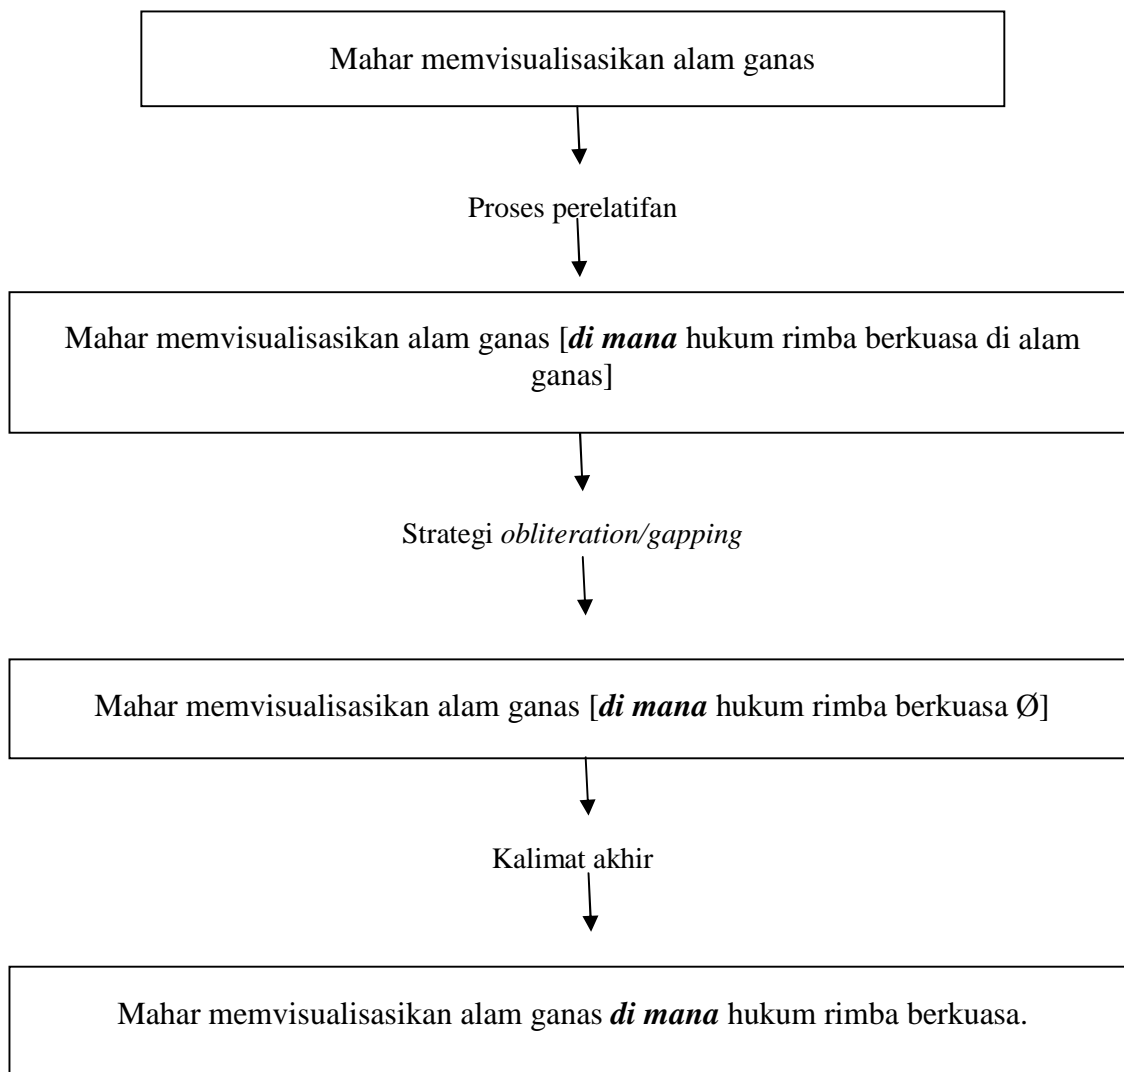 Mahar memvisualisasikan alam ganas
Proses perelatifan
Mahar memvisualisasikan alam ganas [di mana hukum rimba berkuasa di alam
ganas]
Strategi obliteration/gapping
Mahar memvisualisasikan alam ganas [di mana hukum rimba berkuasa Ø]
Kalimat akhir
Mahar memvisualisasikan alam ganas di mana hukum rimba berkuasa.